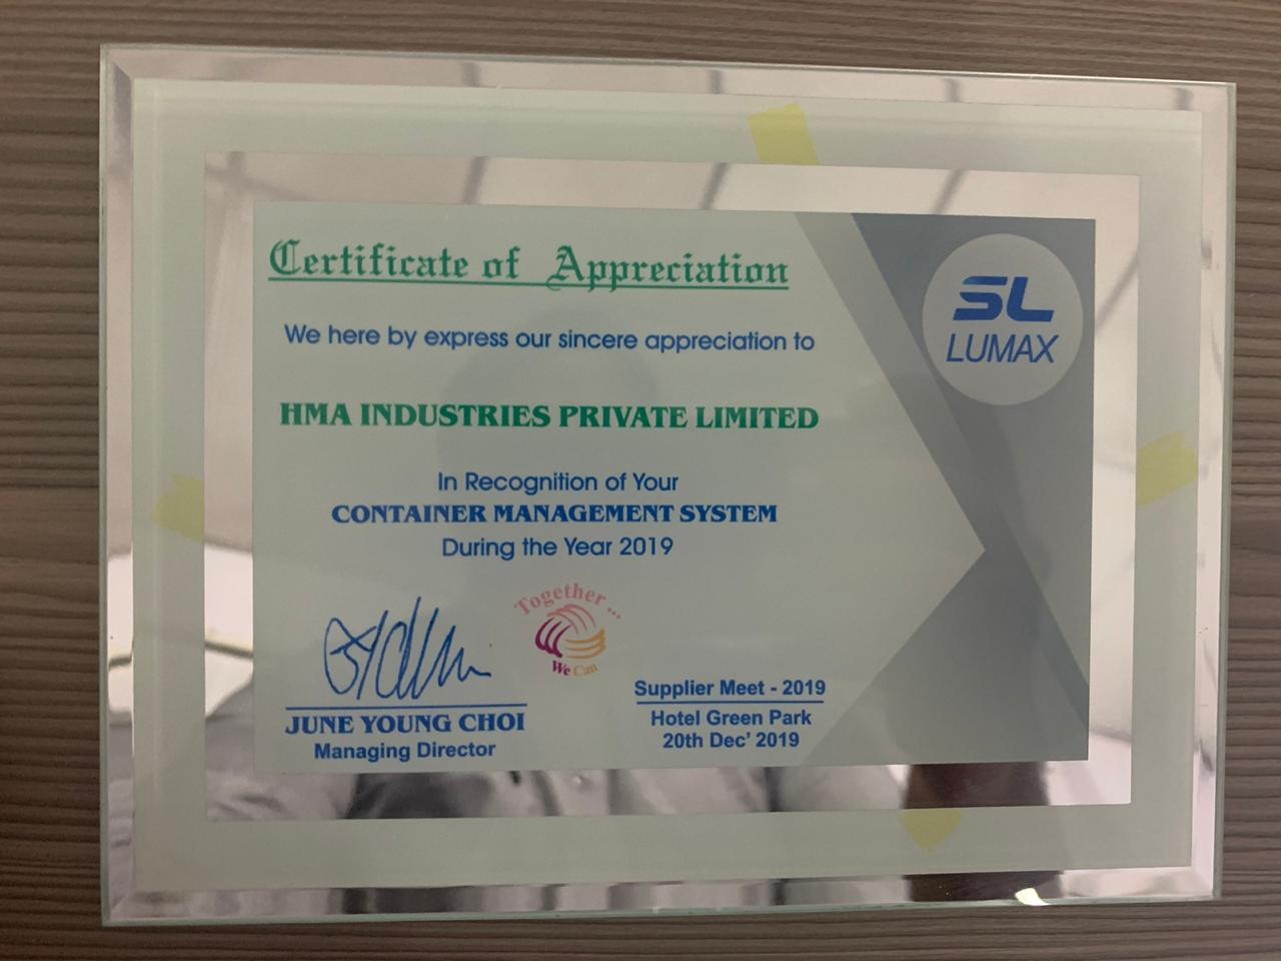 Certificate of Appreciation
SL
LUMAX
We here by express our sincere appreciation to
HMA INDUSTRIES PRIVATE LIMITED
In Recognition of Your
CONTAINER MANAGEMENT SYSTEM
During the Year 2019
Together ...
We Can
JUNE YOUNG CHOI
Managing Director
Supplier Meet - 2019
Hotel Green Park
20th Dec' 2019